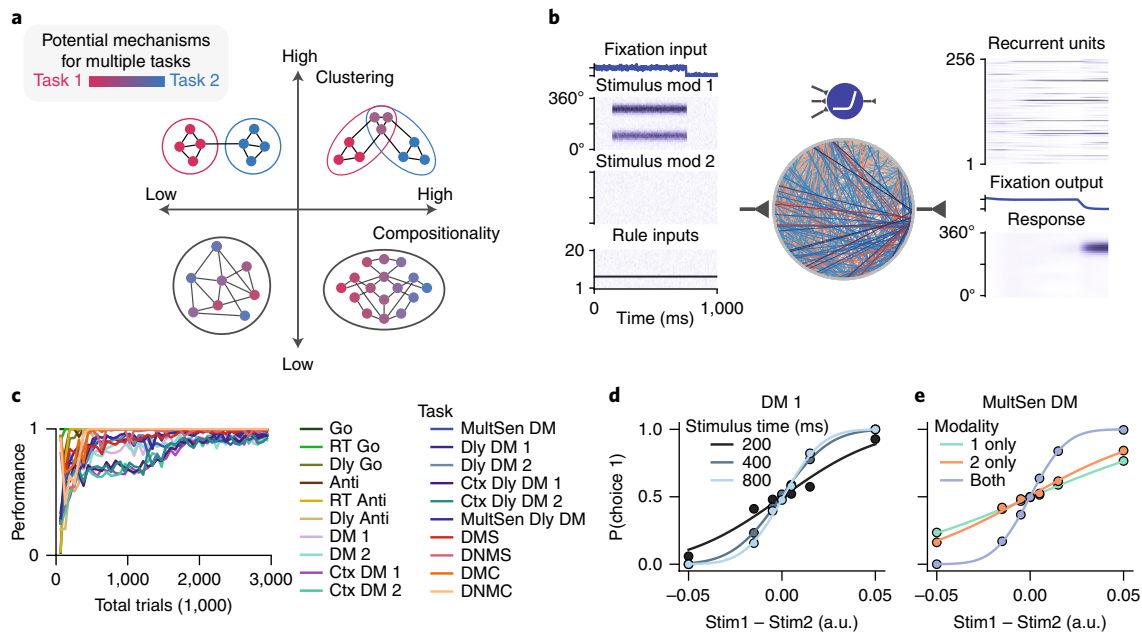 a
Potential mechanisms
for multiple tasks
Task 1
Task 2
High
Clustering
Low
High
Compositionality
Low
b
Fixation input
Stimulus mod 1
360°
0°
Stimulus mod 2
Rule inputs
20
1
0
1,000
Time (ms)
Recurrent units
256
1
Fixation output
Response
360°
0°
c
Performance
1
0
0
1,000
2,000
3,000
Total trials (1,000)
Task
Go
RT Go
Dly Go
Anti
RT Anti
Dly Anti
DM 1
DM 2
Ctx DM 1
Ctx DM 2
MultSen DM
Dly DM 1
Dly DM 2
Ctx Dly DM 1
Ctx Dly DM 2
MultSen Dly DM
DMS
DNMS
DMC
DNMC
d
DM 1
Stimulus time (ms)
200
400
800
P(choice 1)
1.0
0.5
0.0
−0.05
0.00
0.05
Stim1 – Stim2 (a.u.)
e
MultSen DM
Modality
1 only
2 only
Both
−0.05
0.00
0.05
Stim1 – Stim2 (a.u.)